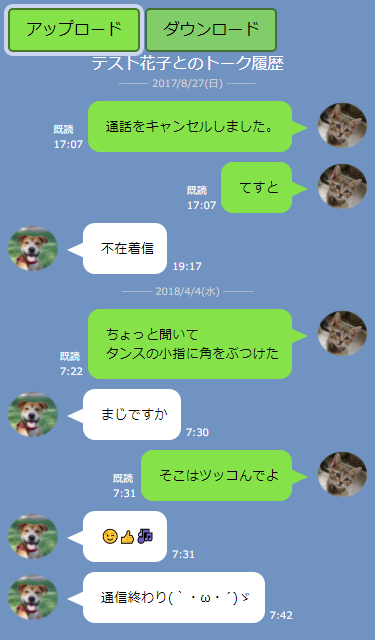 アップロード ダウンロード
テスト花子とのトーク履歴
2017/8/27(日)
通話をキャンセルしました。
既読
17:07
てすと
既読
17:07
不在着信
19:17
2018/4/4(水)
ちょっと聞いて
タンスの小指に角をぶつけた
既読
7:22
まじですか
7:30
そこはツッコんでよ
既読
7:31
😉👍🎶
7:31
通信終わり(｀・ω・´)ゞ
7:42